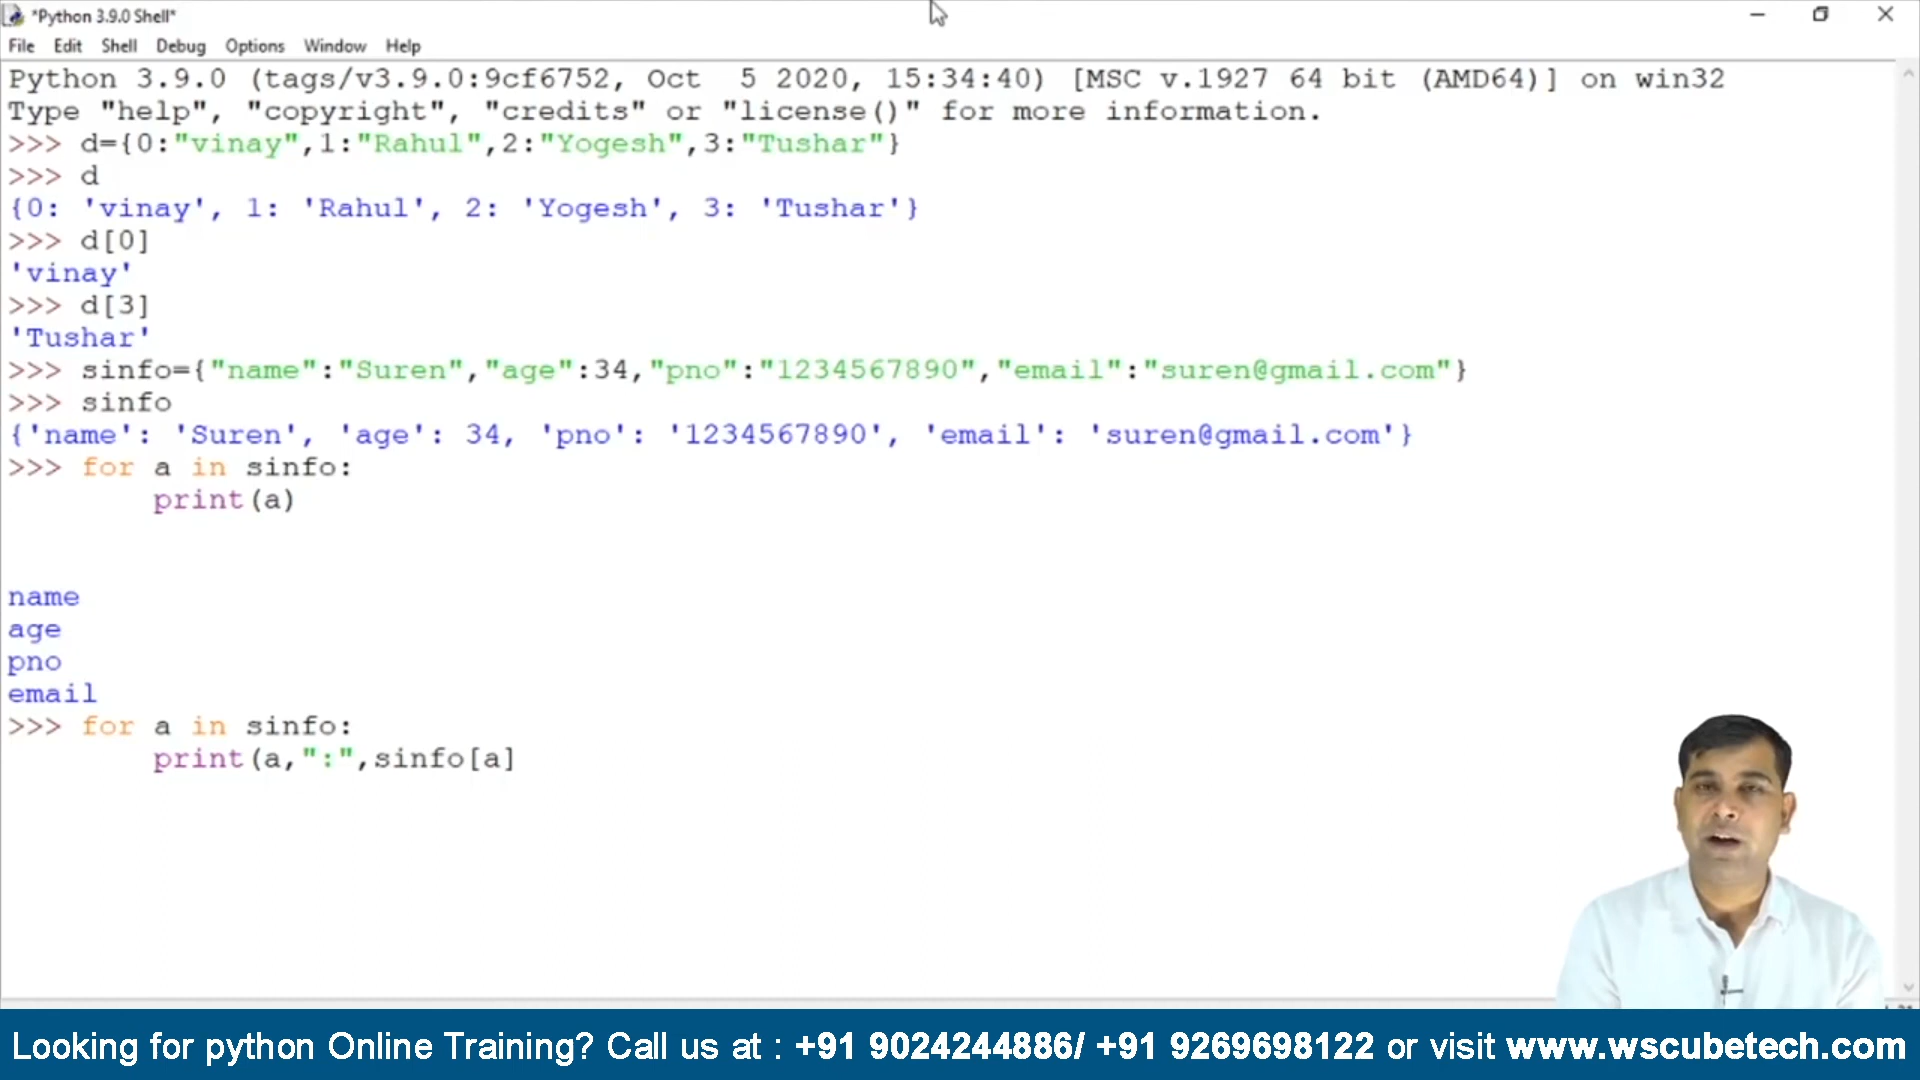 *Python 3.9.0 Shell*
File Edit Shell Debug Options Window Help
Python 3.9.0 (tags/v3.9.0:9cf6752, Oct  5 2020, 15:34:40) [MSC v.1927 64 bit (AMD64)] on win32
Type "help", "copyright", "credits" or "license()" for more information.
>>> d={0:"vinay",1:"Rahul",2:"Yogesh",3:"Tushar"}
>>> d
{0: 'vinay', 1: 'Rahul', 2: 'Yogesh', 3: 'Tushar'}
>>> d[0]
'vinay'
>>> d[3]
'Tushar'
>>> sinfo={"name":"Suren","age":34,"pno":"1234567890","email":"suren@gmail.com"}
>>> sinfo
{'name': 'Suren', 'age': 34, 'pno': '1234567890', 'email': 'suren@gmail.com'}
>>> for a in sinfo:
        print(a)
name
age
pno
email
>>> for a in sinfo:
        print(a,":",sinfo[a]
Looking for python Online Training? Call us at : +91 9024244886/ +91 9269698122 or visit www.wscubetech.com